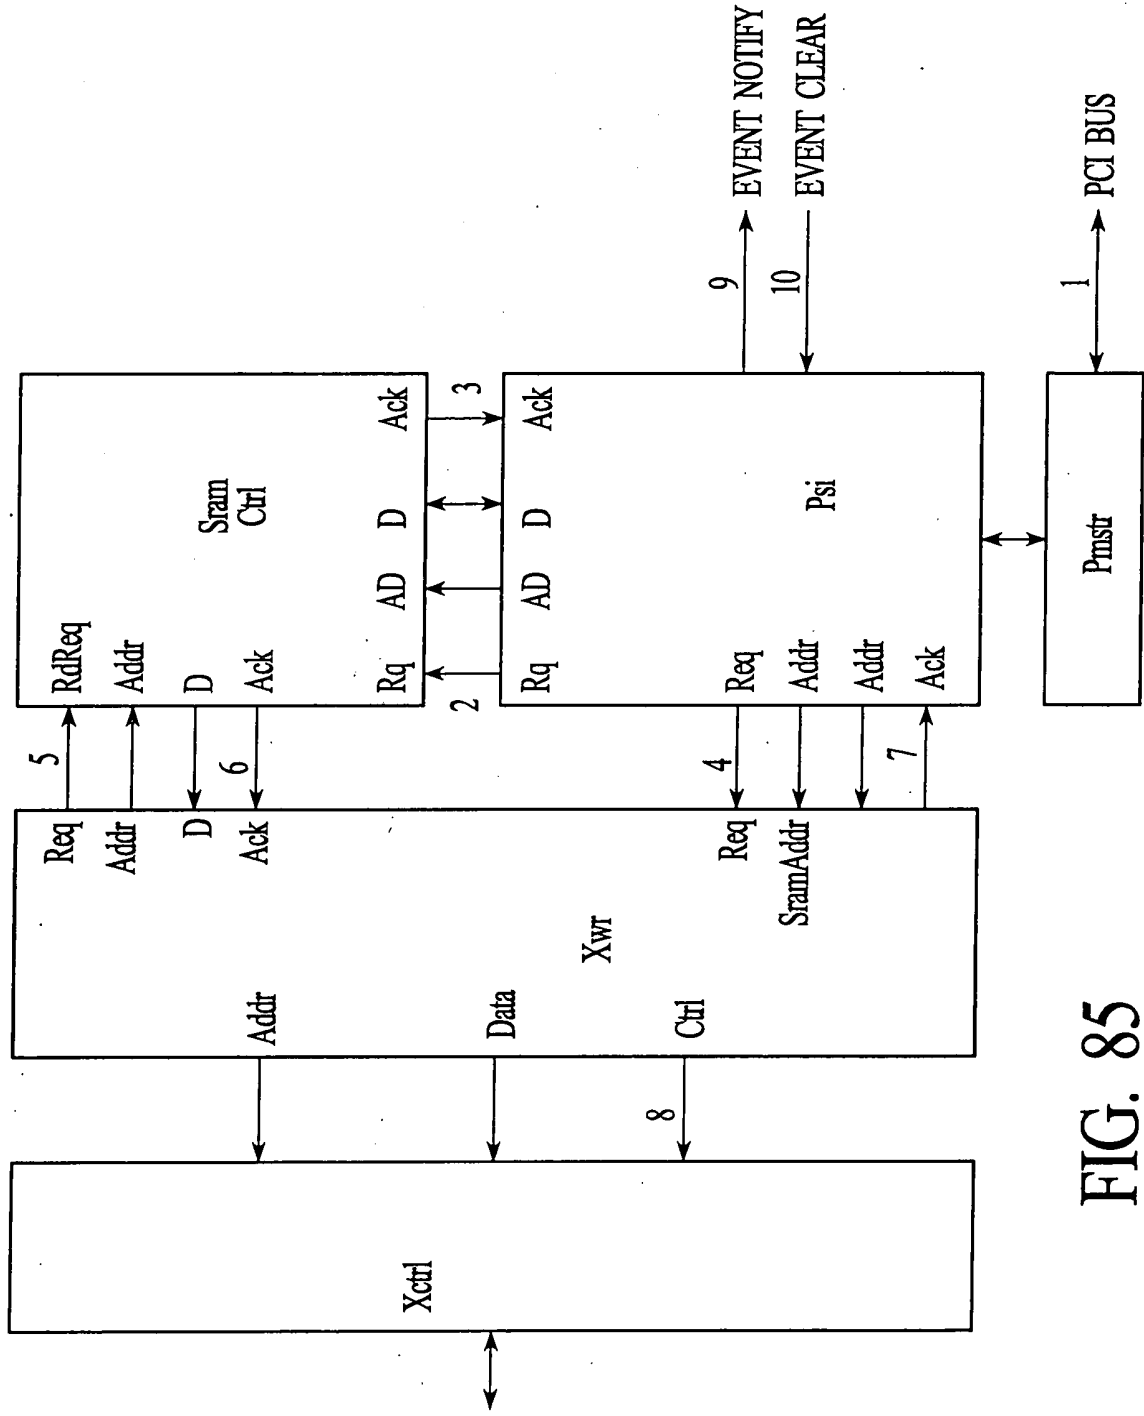 5
Req RdReq
Addr Addr
D D
Sram
Ctrl
6
Addr Ack Ack
Rq AD D Ack
Xctrl
2 3
Data
Rq AD D Ack
Xwr
8
Ctrl
4 9
Req Req EVENT NOTIFY
10
SramAddr Addr EVENT CLEAR
Psi
Addr
7
Ack
1
Pmstr PCI BUS
FIG. 85